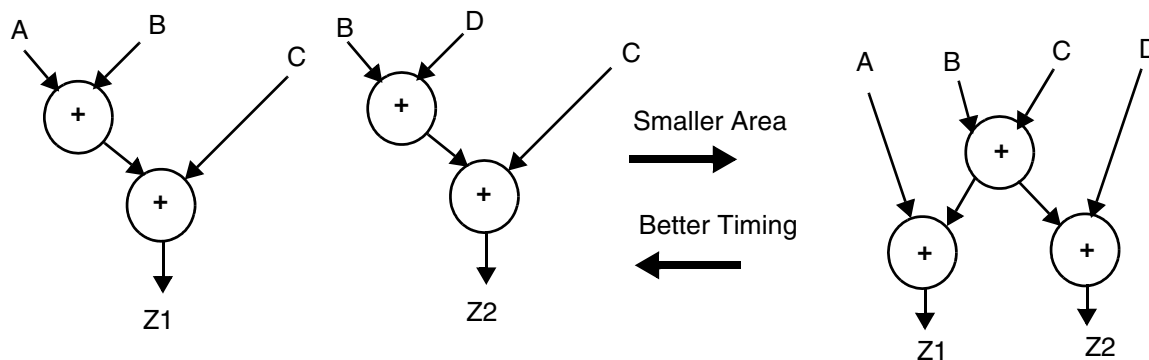 A B
+
C
+
Z1
B D
+
C
+
Z2
Smaller Area
Better Timing
A B C D
+
+ +
Z1 Z2